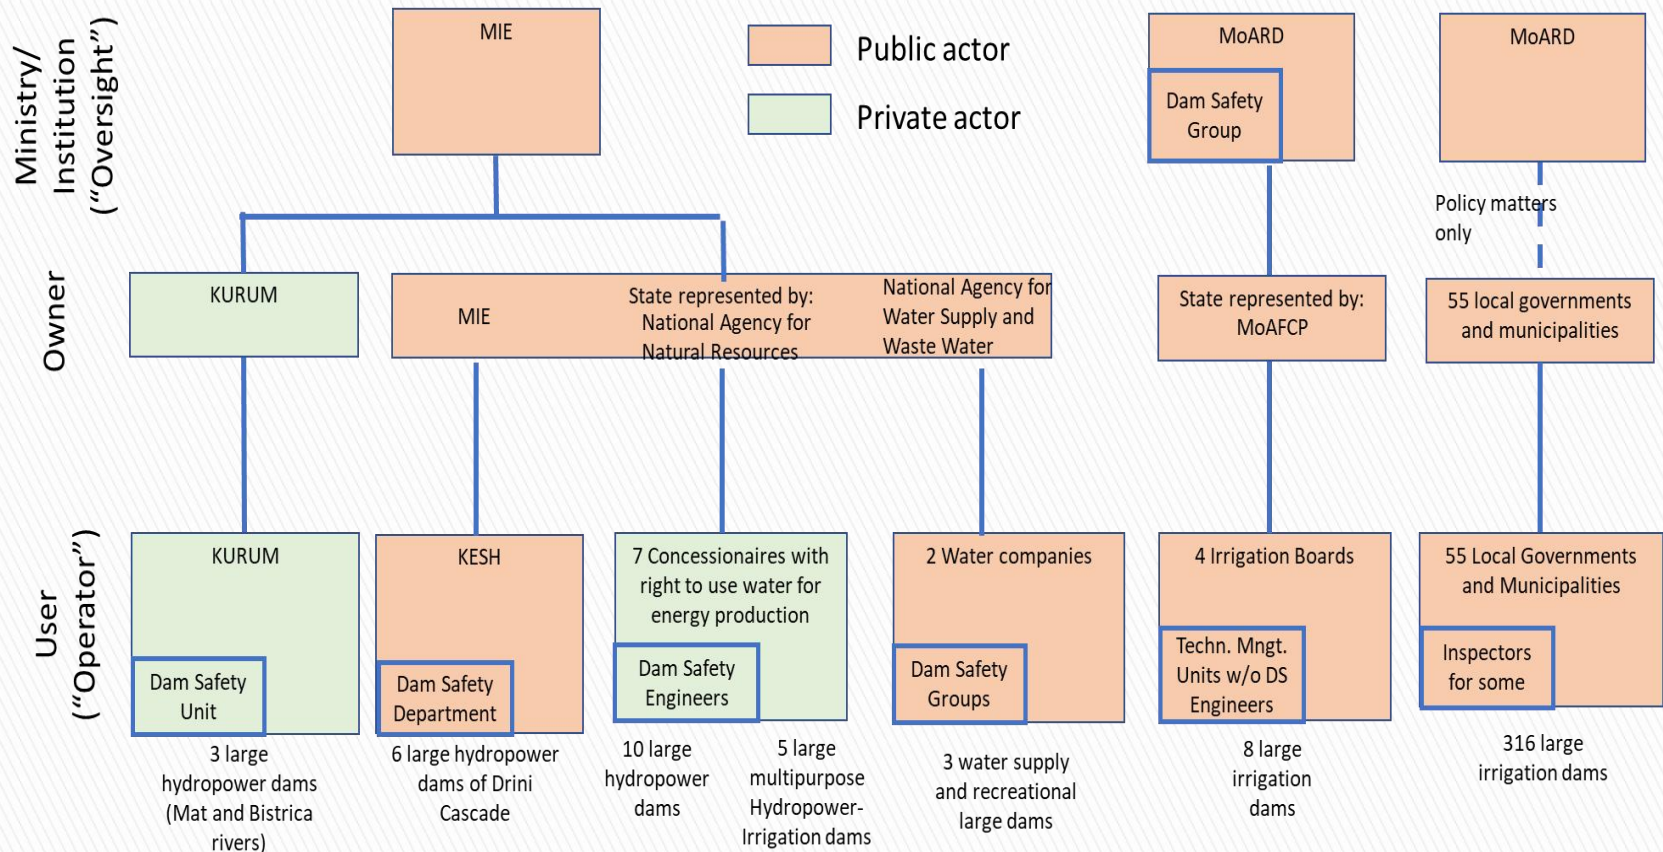 Ministry/
Institution
(“Oversight”)
MIE
Public actor
Private actor
MoARD
Dam Safety
Group
MoARD
Policy matters
only
Owner
KURUM
MIE
State represented by:
National Agency for
Natural Resources
National Agency for
Water Supply and
Waste Water
State represented by:
MoAFCP
55 local governments
and municipalities
User
(“Operator”)
KURUM
Dam Safety
Unit
3 large
hydropower dams
(Mat and Bistrica
rivers)
KESH
Dam Safety
Department
6 large hydropower
dams of Drini
Cascade
7 Concessionaires with
right to use water for
energy production
Dam Safety
Engineers
10 large
hydropower
dams
5 large
multipurpose
Hydropower-
Irrigation dams
2 Water companies
Dam Safety
Groups
3 water supply
and recreational
large dams
4 Irrigation Boards
Techn. Mngt.
Units w/o DS
Engineers
8 large
irrigation
dams
55 Local Governments
and Municipalities
Inspectors
for some
316 large
irrigation dams